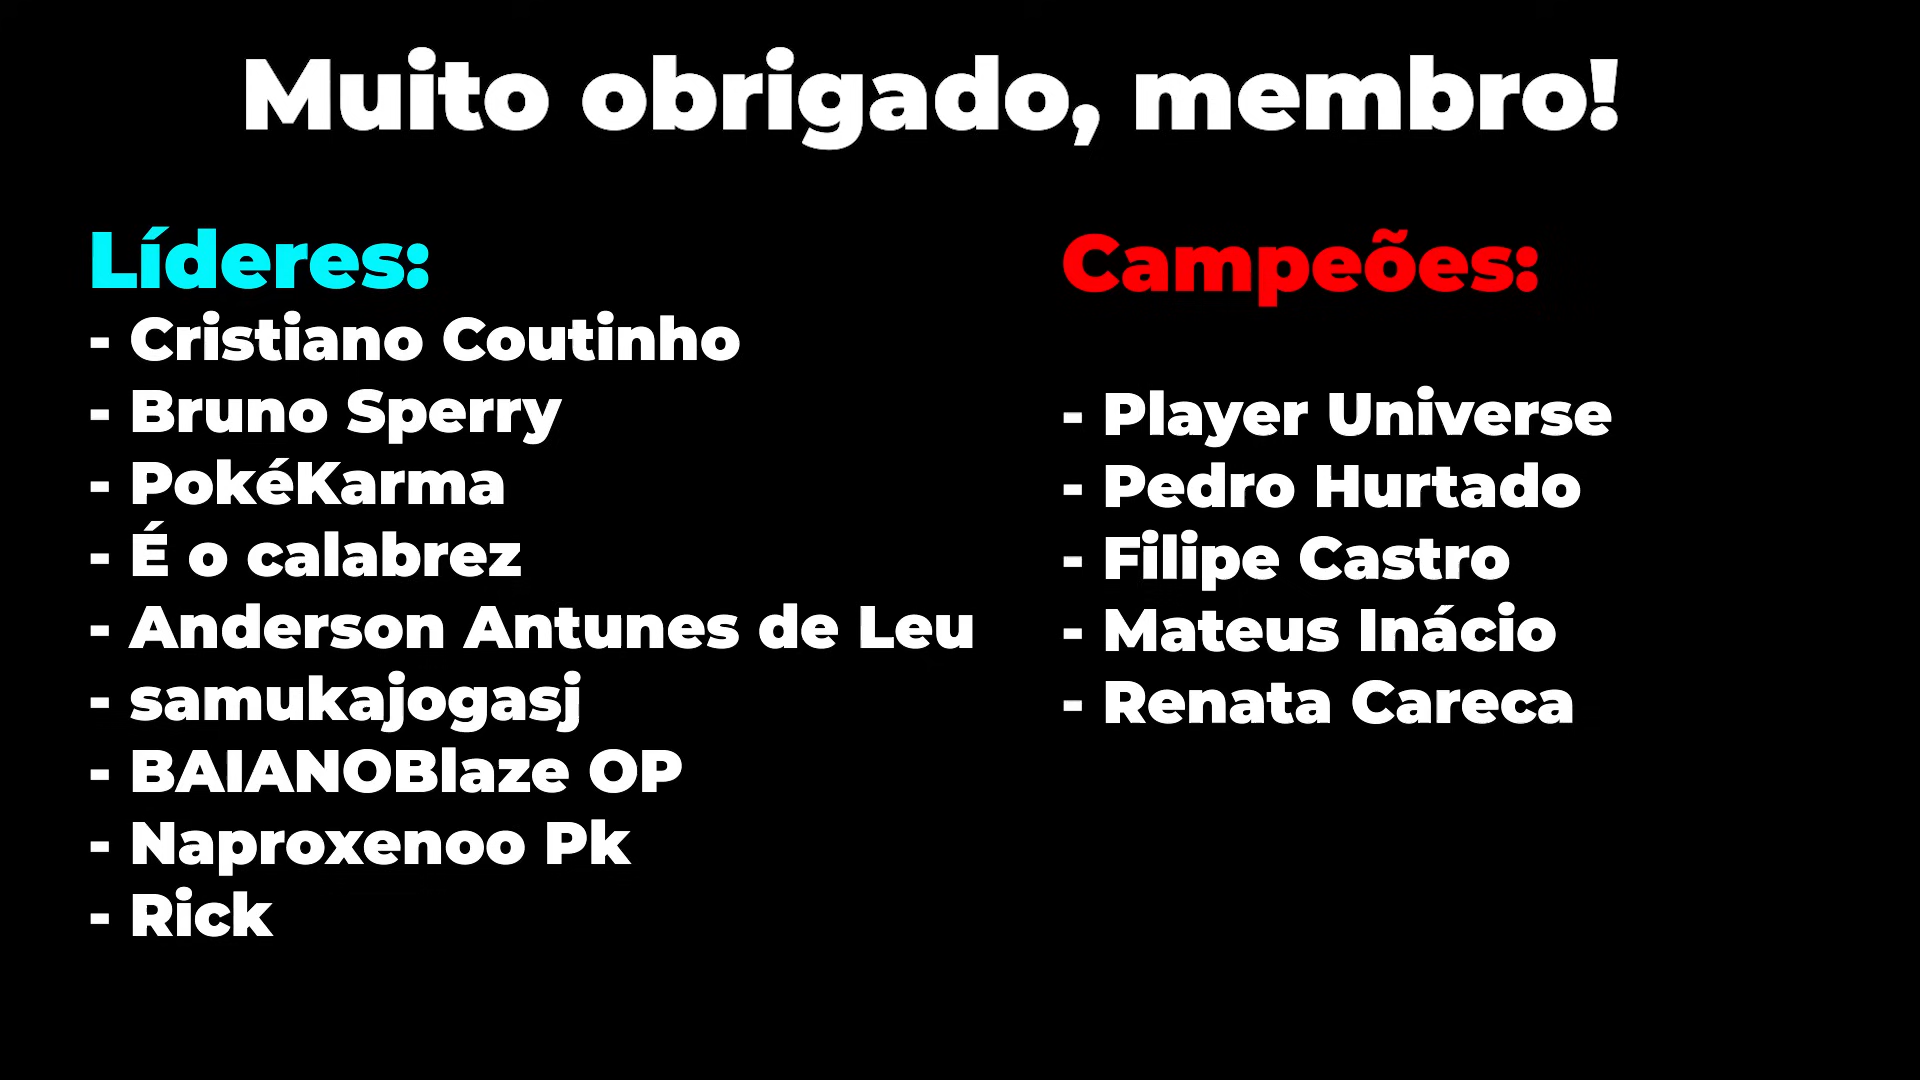 Muito obrigado, membro!
Líderes:
- Cristiano Coutinho
- Bruno Sperry
- PokéKarma
- É o calabrez
- Anderson Antunes de Leu
- samukajogasj
- BAIANOBlaze OP
- Naproxenoo Pk
- Rick
Campeões:
- Player Universe
- Pedro Hurtado
- Filipe Castro
- Mateus Inácio
- Renata Careca